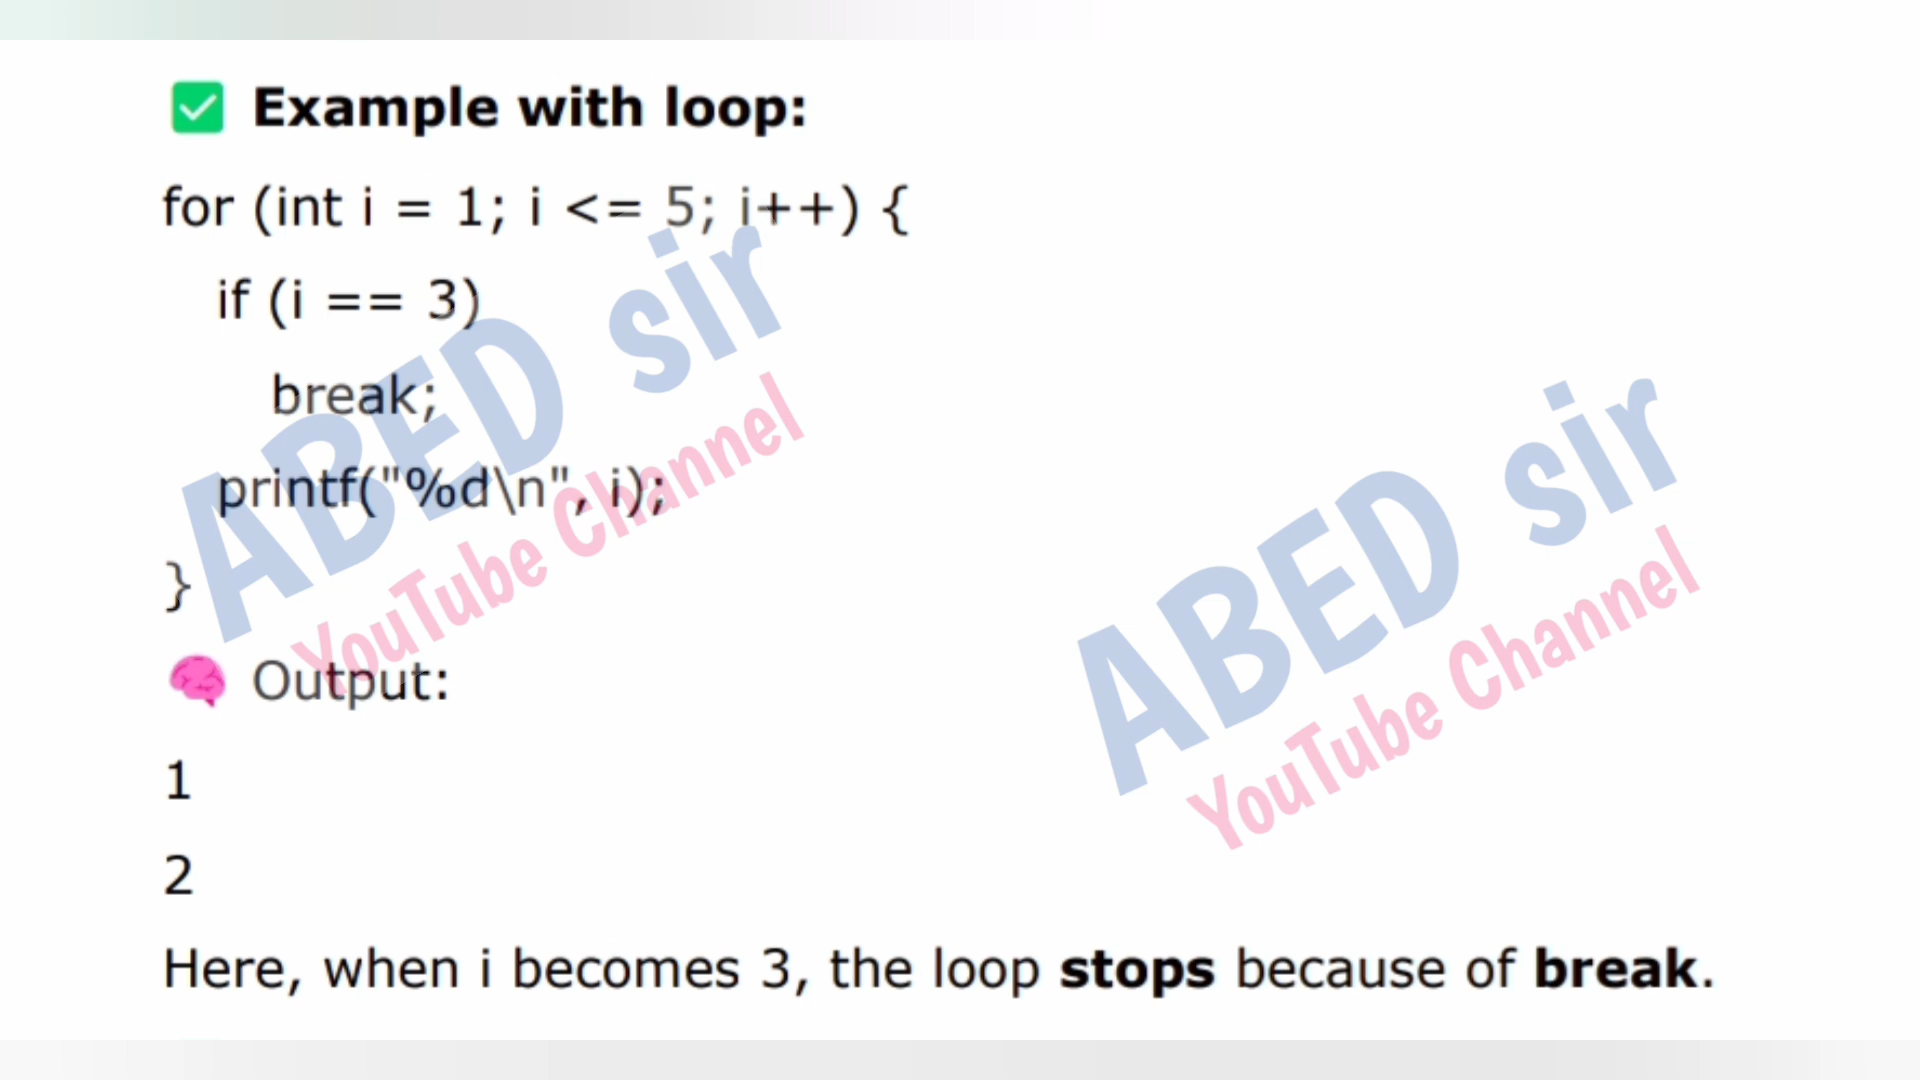 ✅ Example with loop:
for (int i = 1; i <= 5; i++) {
if (i == 3)
break;
printf("%d\n", i);
}
🧠 Output:
1
2
Here, when i becomes 3, the loop stops because of break.
ABED sir
YouTube Channel
ABED sir
YouTube Channel